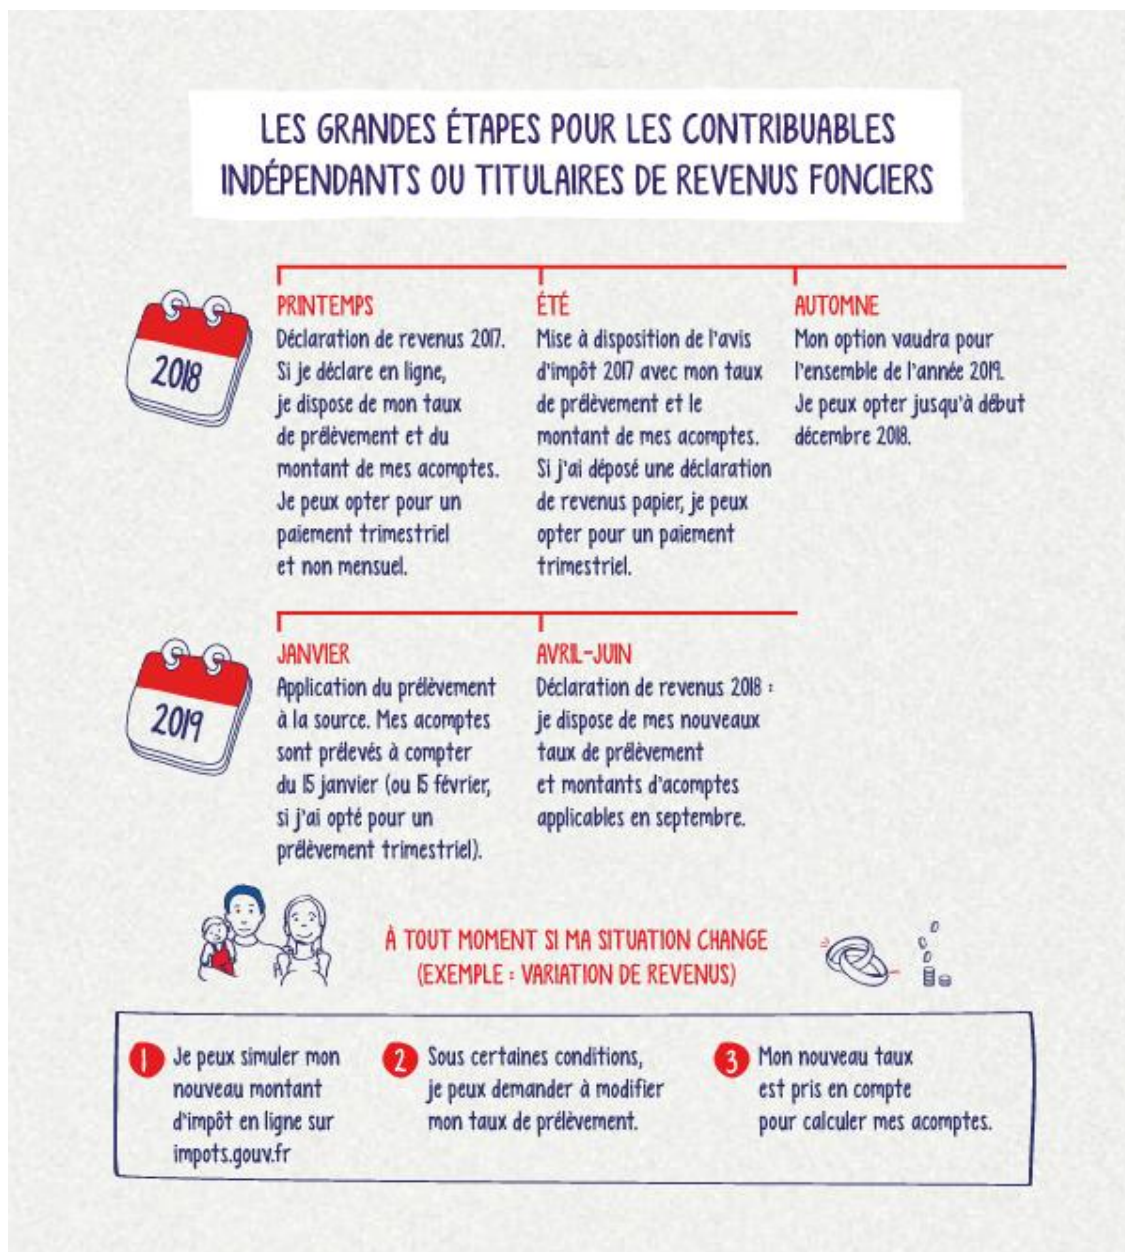 LES GRANDES ÉTAPES POUR LES CONTRIBUABLES
INDÉPENDANTS OU TITULAIRES DE REVENUS FONCIERS
2018
PRINTEMPS
Déclaration de revenus 2017.
Si je déclare en ligne,
je dispose de mon taux
de prélèvement et du
montant de mes acomptes.
Je peux opter pour un
paiement trimestriel
et non mensuel.
ÉTÉ
Mise à disposition de l'avis
d'impôt 2017 avec mon taux
de prélèvement et le
montant de mes acomptes.
Si j'ai déposé une déclaration
de revenus papier, je peux
opter pour un paiement
trimestriel.
AUTOMNE
Mon option vaudra pour
l'ensemble de l'année 2019.
Je peux opter jusqu'à début
décembre 2018.
2019
JANVIER
Application du prélèvement
à la source. Mes acomptes
sont prélevés à compter
du 15 janvier (ou 15 février,
si j'ai opté pour un
prélèvement trimestriel).
AVRIL-JUIN
Déclaration de revenus 2018 :
je dispose de mes nouveaux
taux de prélèvement
et montants d'acomptes
applicables en septembre.
À TOUT MOMENT SI MA SITUATION CHANGE
(EXEMPLE : VARIATION DE REVENUS)
1 Je peux simuler mon
nouveau montant
d'impôt en ligne sur
impots.gouv.fr
2 Sous certaines conditions,
je peux demander à modifier
mon taux de prélèvement.
3 Mon nouveau taux
est pris en compte
pour calculer mes acomptes.